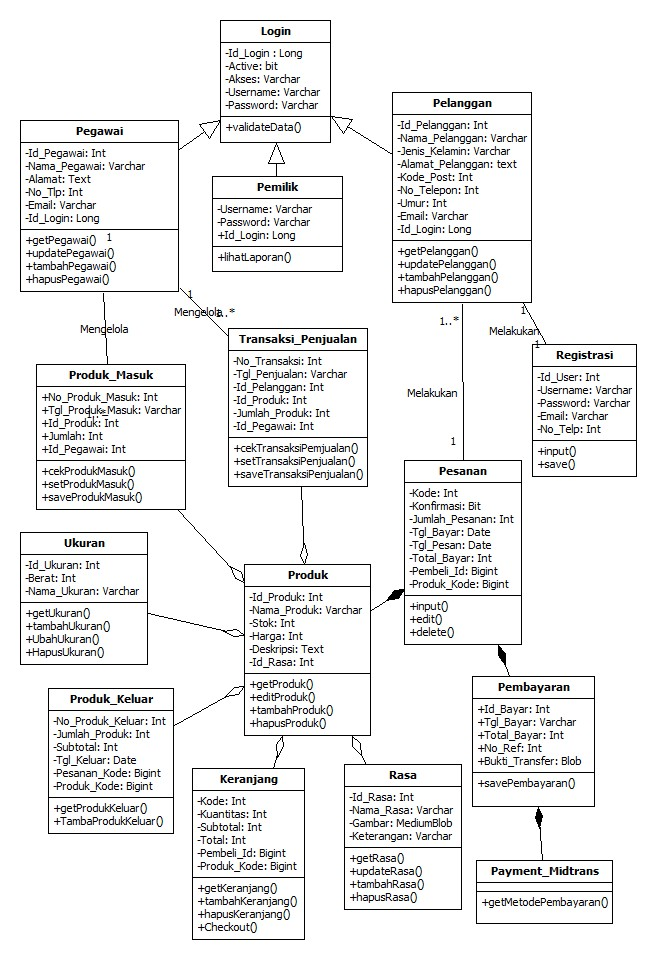 Login
-Id_Login : Long
-Active: bit
-Akses: Varchar
-Username: Varchar
-Password: Varchar
+validateData()
Pegawai
-Id_Pegawai: Int
-Nama_Pegawai: Varchar
-Alamat: Text
-No_Tlp: Int
-Email: Varchar
-Id_Login: Long
+getPegawai()
+updatePegawai()
+tambahPegawai()
+hapusPegawai()
Pemilik
-Username: Varchar
-Password: Varchar
+Id_Login: Long
+lihatLaporan()
Pelanggan
-Id_Pelanggan: Int
-Nama_Pelanggan: Varchar
-Jenis_Kelamin: Varchar
-Alamat_Pelanggan: text
-Kode_Post: Int
-No_Telepon: Int
-Umur: Int
-Email: Varchar
-Id_Login: Long
+getPelanggan()
+updatePelanggan()
+tambahPelanggan()
+hapusPelanggan()
1
Mengelola
1..*
1
Mengelola
1..*
1..*
Melakukan
1
1
Melakukan
1
Produk_Masuk
+No_Produk_Masuk: Int
+Tgl_Produk_Masuk: Varchar
+Id_Produk: Int
+Jumlah: Int
+Id_Pegawai: Int
+cekProdukMasuk()
+setProdukMasuk()
+saveProdukMasuk()
Transaksi_Penjualan
-No_Transaksi: Int
-Tgl_Penjualan: Varchar
-Id_Pelanggan: Int
-Id_Produk: Int
-Jumlah_Produk: Int
-Id_Pegawai: Int
+cekTransaksiPemjualan()
+setTransaksiPenjualan()
+saveTransaksiPenjualan()
Registrasi
-Id_User: Int
-Username: Varchar
-Password: Varchar
-Email: Varchar
-No_Telp: Int
+input()
+save()
Pesanan
-Kode: Int
-Konfirmasi: Bit
-Jumlah_Pesanan: Int
-Tgl_Bayar: Date
-Tgl_Pesan: Date
-Total_Bayar: Int
-Pembeli_Id: Bigint
-Produk_Kode: Bigint
+input()
+edit()
+delete()
Ukuran
-Id_Ukuran: Int
-Berat: Int
-Nama_Ukuran: Varchar
+getUkuran()
+tambahUkuran()
+UbahUkuran()
+HapusUkuran()
Produk
-Id_Produk: Int
-Nama_Produk: Varchar
-Stok: Int
-Harga: Int
-Deskripsi: Text
-Id_Rasa: Int
+getProduk()
+editProduk()
+tambahProduk()
+hapusProduk()
Produk_Keluar
-No_Produk_Keluar: Int
-Jumlah_Produk: Int
-Subtotal: Int
-Tgl_Keluar: Date
-Pesanan_Kode: Bigint
-Produk_Kode: Bigint
+getProdukKeluar()
+TambaProdukKeluar()
Keranjang
-Kode: Int
-Kuantitas: Int
-Subtotal: Int
-Total: Int
-Pembeli_Id: Bigint
-Produk_Kode: Bigint
+getKeranjang()
+tambahKeranjang()
+hapusKeranjang()
+Checkout()
Rasa
-Id_Rasa: Int
-Nama_Rasa: Varchar
-Gambar: MediumBlob
-Keterangan: Varchar
+getRasa()
+updateRasa()
+tambahRasa()
+hapusRasa()
Pembayaran
+Id_Bayar: Int
+Tgl_Bayar: Varchar
+Total_Bayar: Int
+No_Ref: Int
+Bukti_Transfer: Blob
+savePembayaran()
Payment_Midtrans
+getMetodePembayaran()